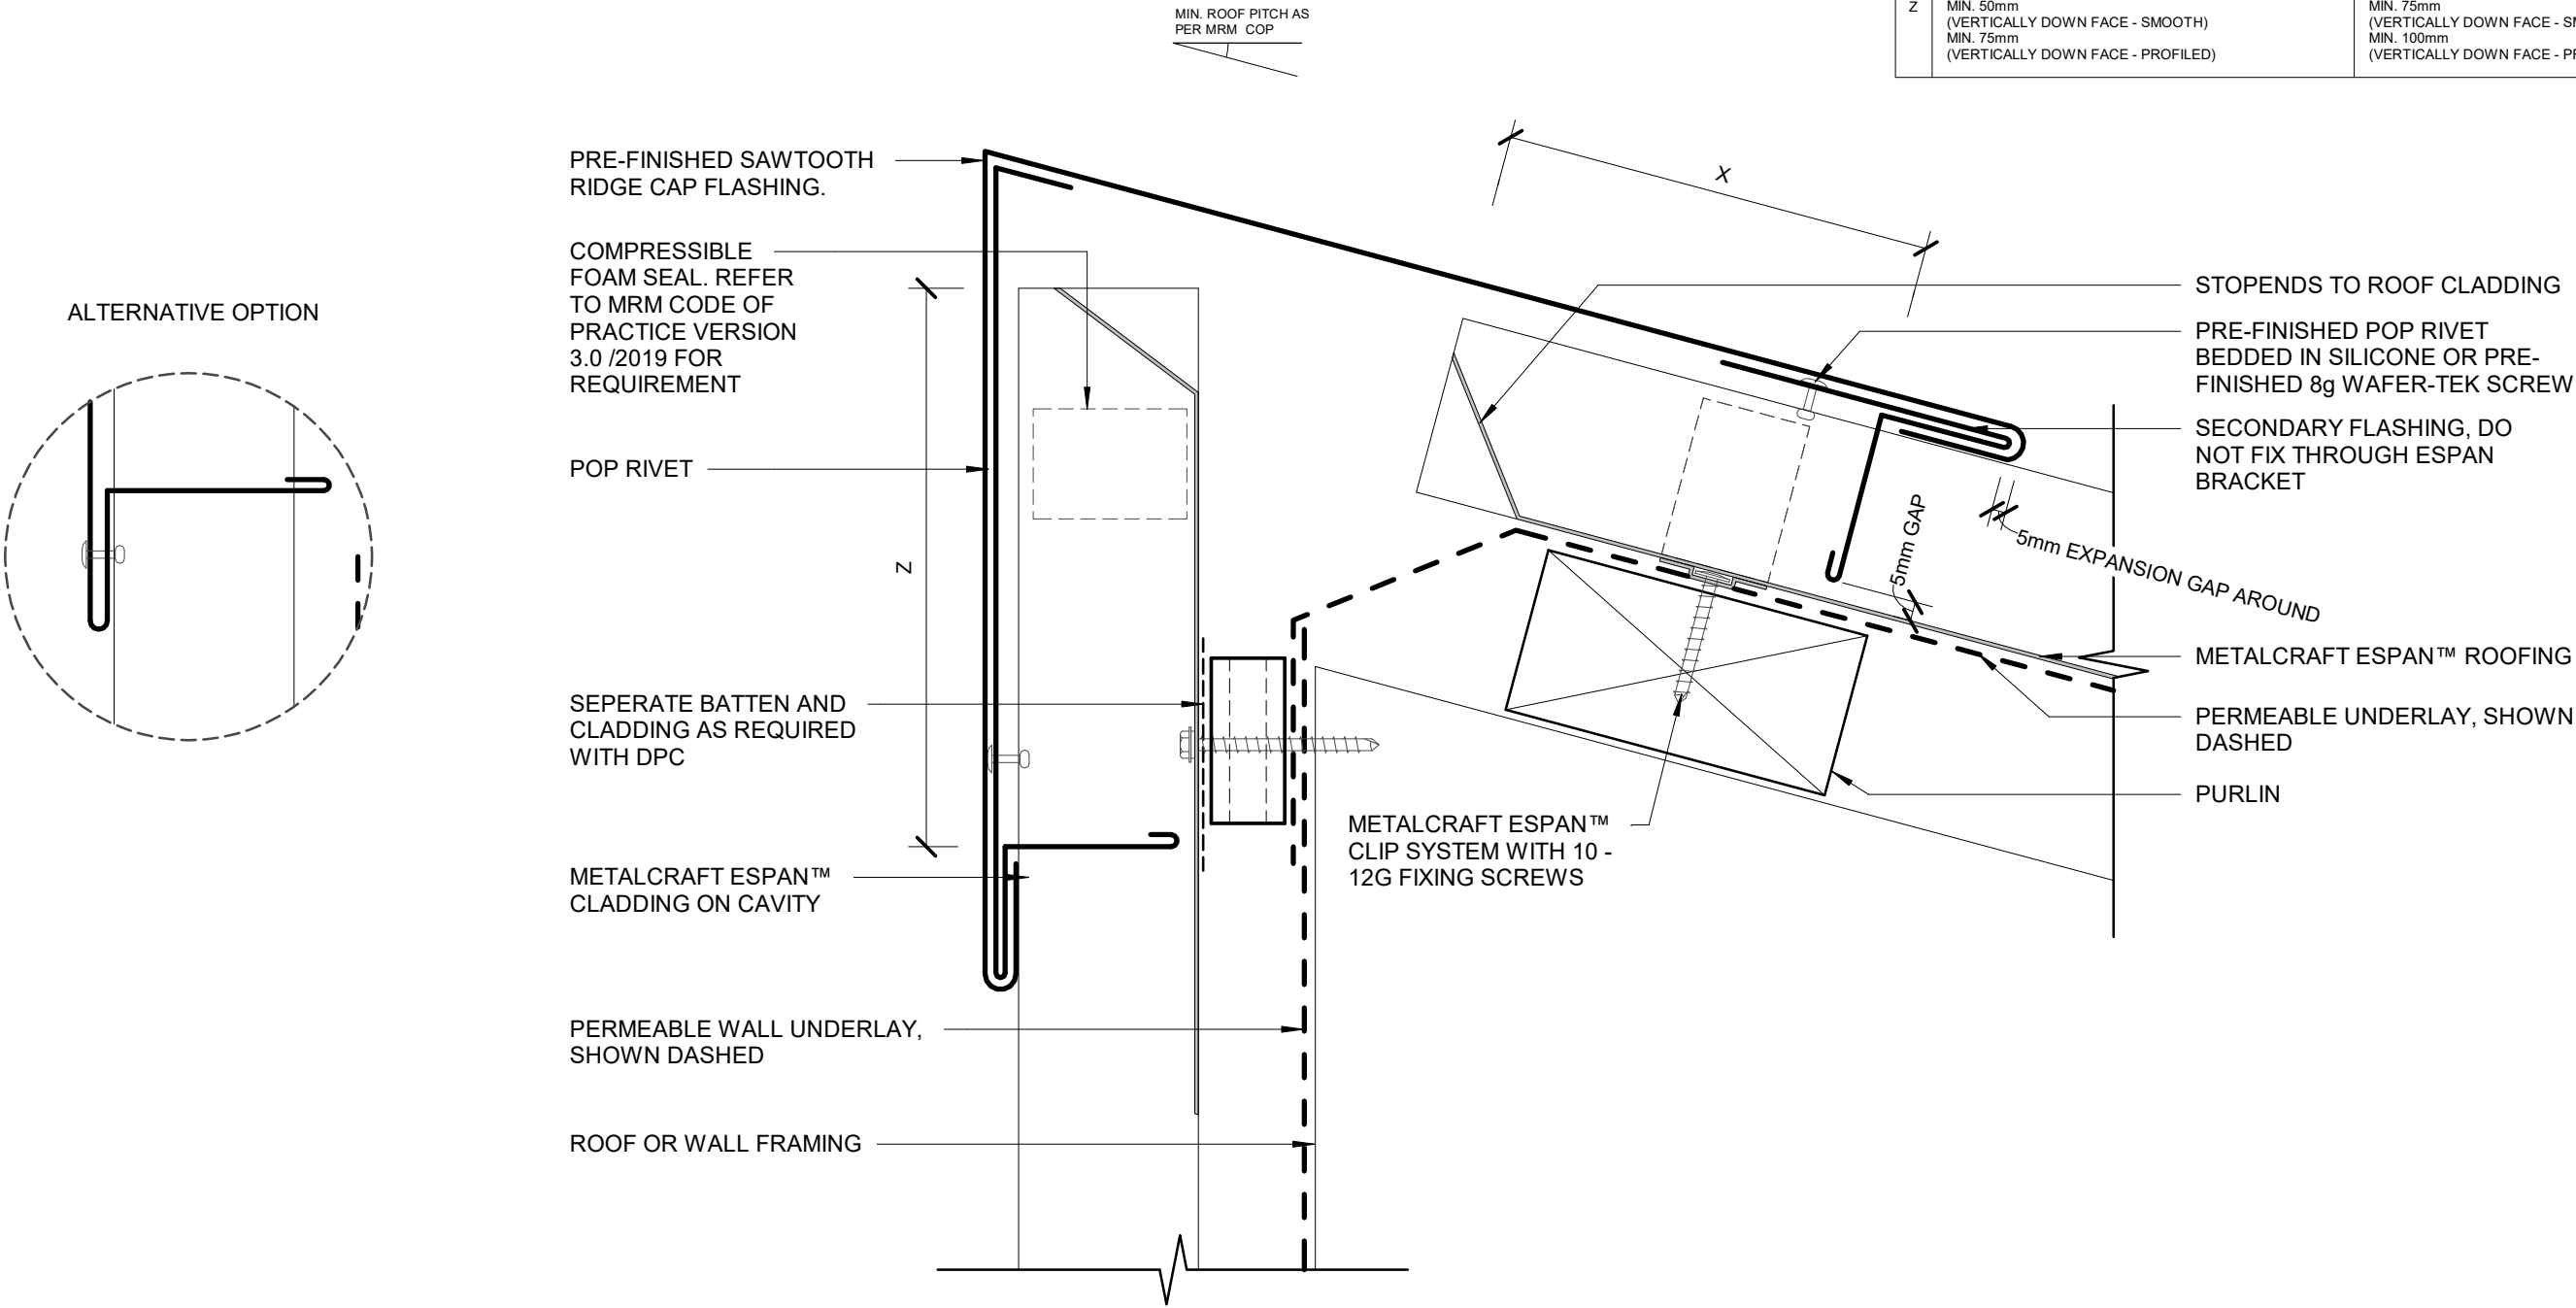 MIN. ROOF PITCH AS
PER MRM  COP
Z
MIN. 50mm
(VERTICALLY DOWN FACE - SMOOTH)
MIN. 75mm
(VERTICALLY DOWN FACE - PROFILED)
MIN. 75mm
(VERTICALLY DOWN FACE -
MIN. 100mm
(VERTICALLY DOWN FACE -
ALTERNATIVE OPTION
PRE-FINISHED SAWTOOTH
RIDGE CAP FLASHING.
COMPRESSIBLE
FOAM SEAL. REFER
TO MRM CODE OF
PRACTICE VERSION
3.0 /2019 FOR
REQUIREMENT
POP RIVET
Z
SEPERATE BATTEN AND
CLADDING AS REQUIRED
WITH DPC
METALCRAFT ESPAN™
CLADDING ON CAVITY
PERMEABLE WALL UNDERLAY,
SHOWN DASHED
ROOF OR WALL FRAMING
X
METALCRAFT ESPAN™
CLIP SYSTEM WITH 10 -
12G FIXING SCREWS
5mm GAP
5mm EXPANSION GAP AROUND
STOPENDS TO ROOF CLADDING
PRE-FINISHED POP RIVET
BEDDED IN SILICONE OR PRE-
FINISHED 8g WAFER-TEK SCREW
SECONDARY FLASHING, DO
NOT FIX THROUGH ESPAN
BRACKET
METALCRAFT ESPAN™ ROOFING
PERMEABLE UNDERLAY, SHOWN
DASHED
PURLIN